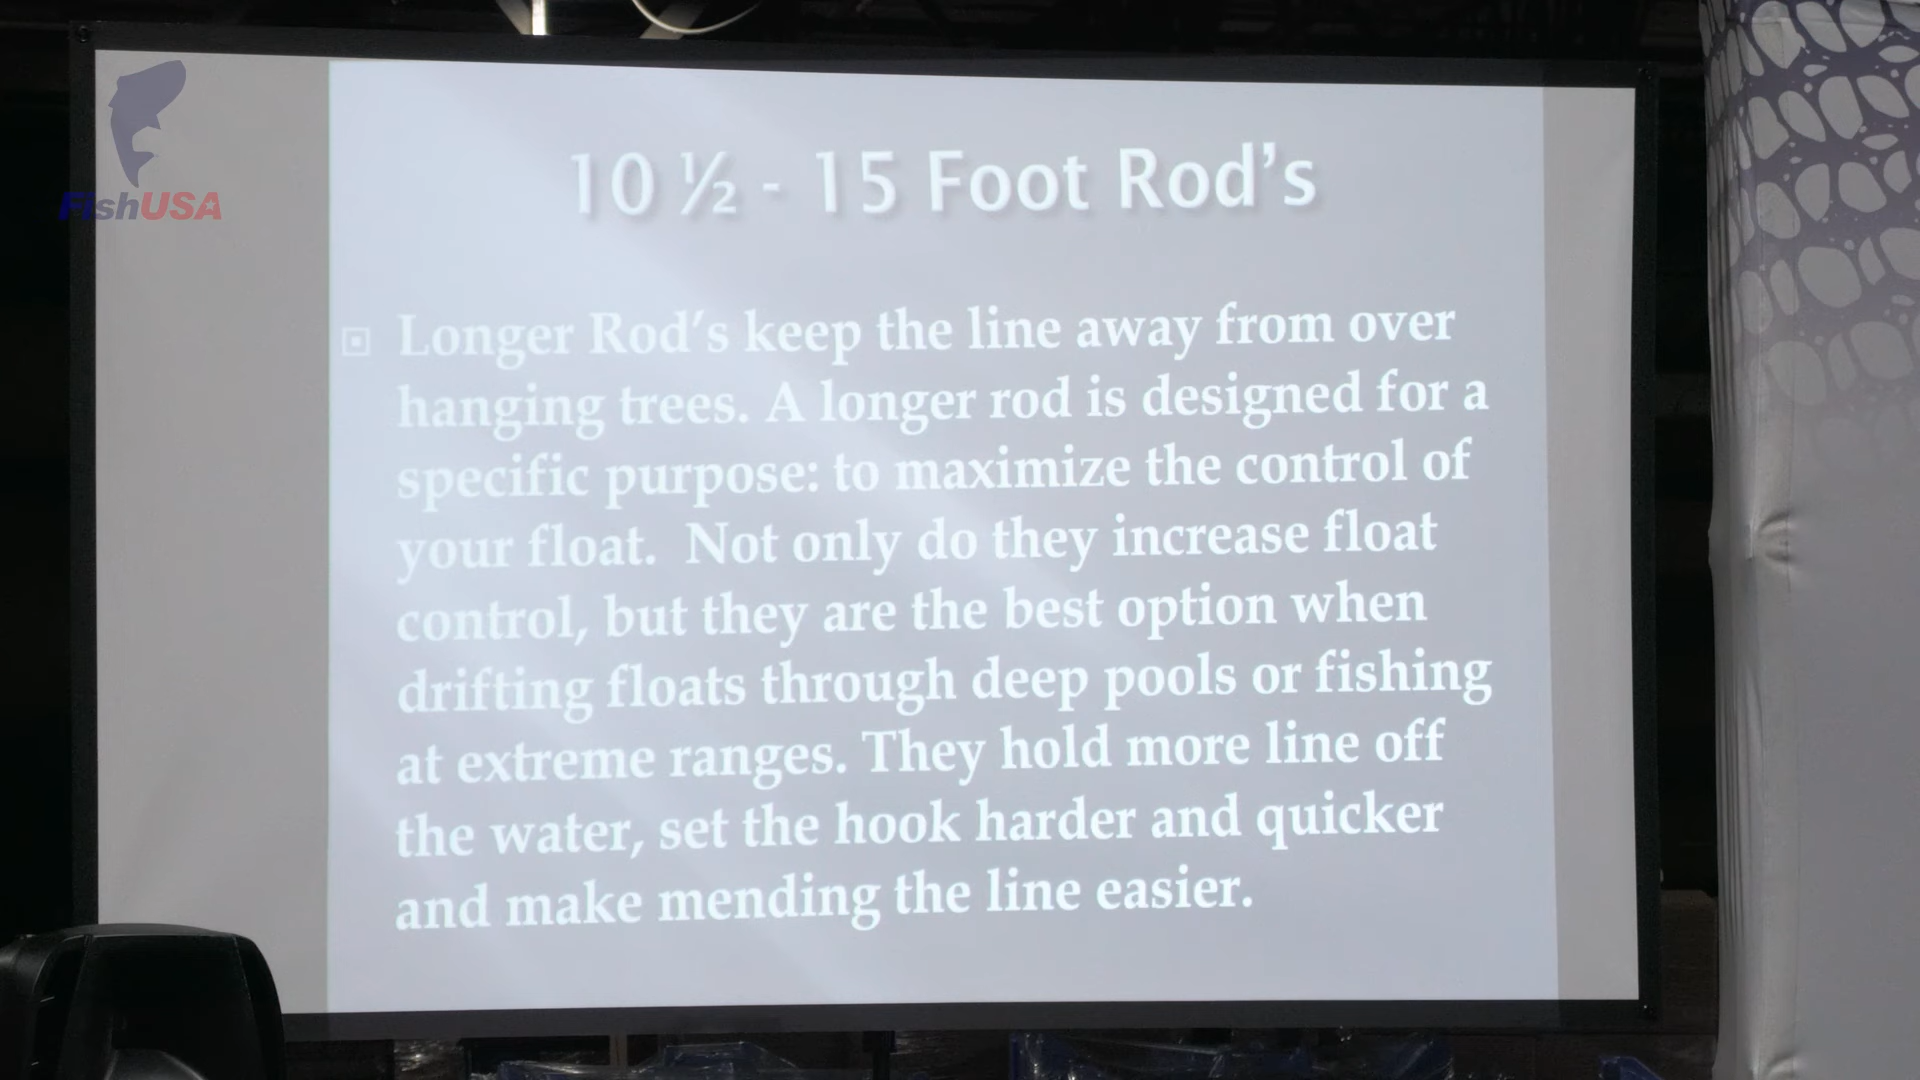 FishUSA
10 ½ - 15 Foot Rod's
Longer Rod's keep the line away from over
hanging trees. A longer rod is designed for a
specific purpose: to maximize the control of
your float. Not only do they increase float
control, but they are the best option when
drifting floats through deep pools or fishing
at extreme ranges. They hold more line off
the water, set the hook harder and quicker
and make mending the line easier.